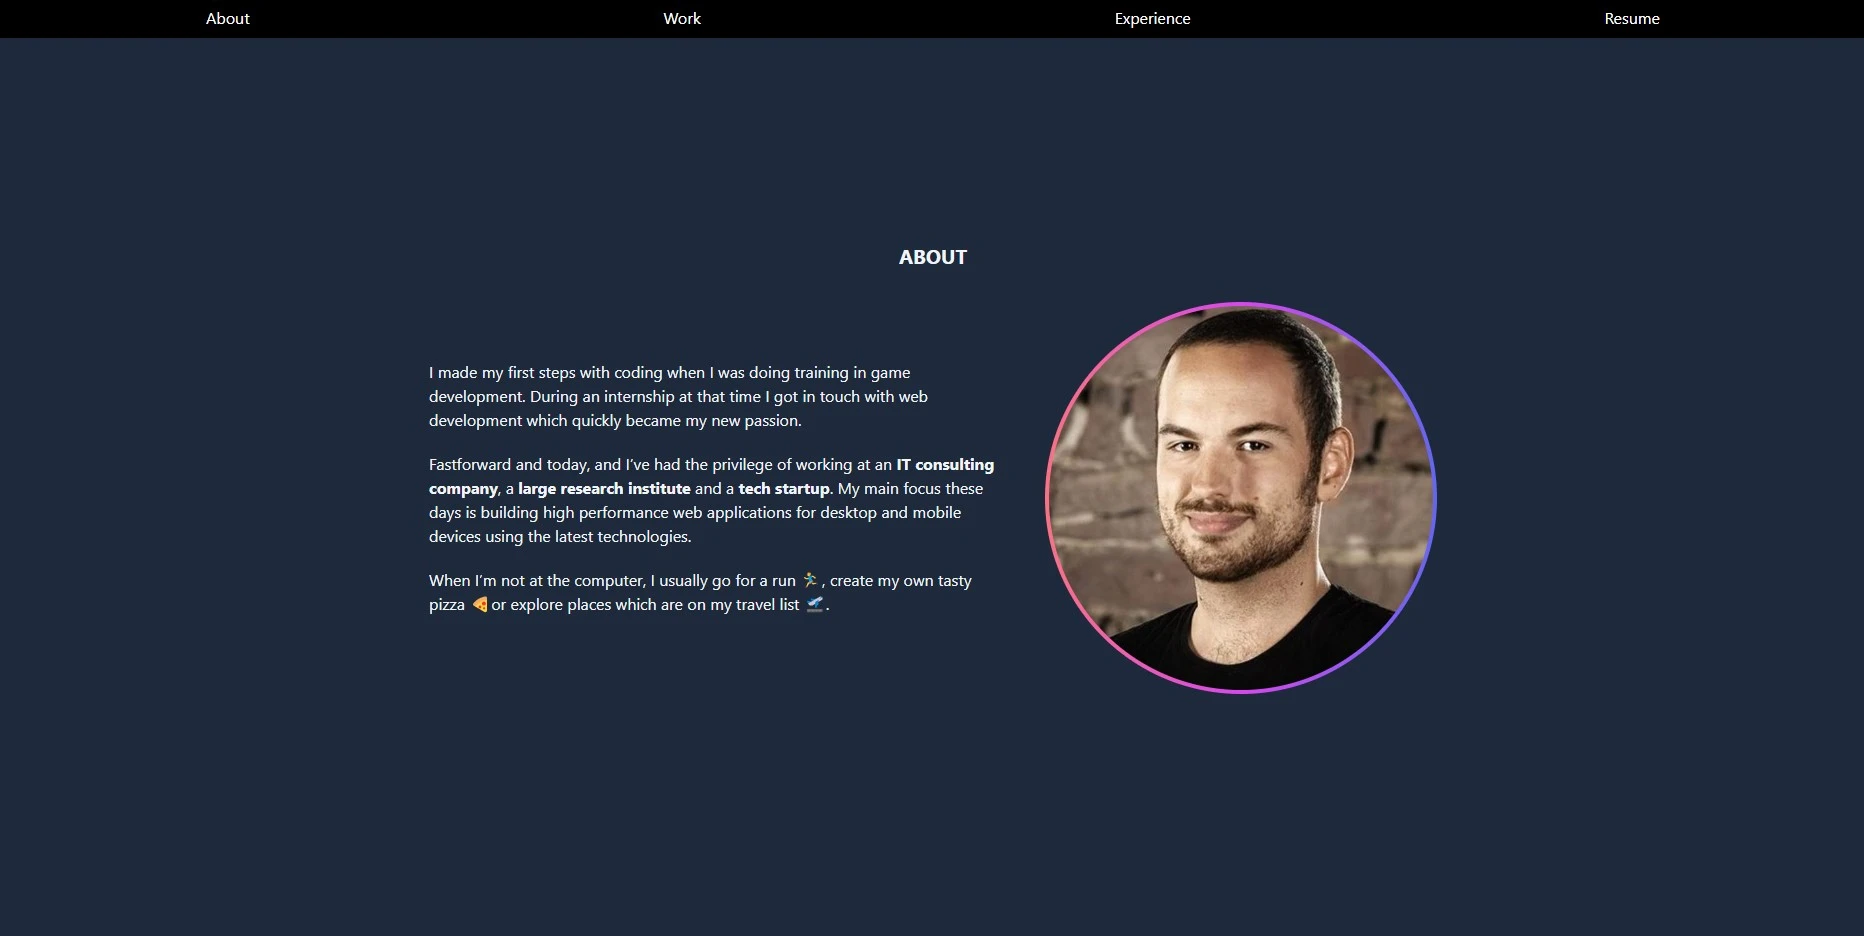 About Work Experience Resume
ABOUT
I made my first steps with coding when I was doing training in game
development. During an internship at that time I got in touch with web
development which quickly became my new passion.
Fastforward and today, and I’ve had the privilege of working at an IT consulting
company, a large research institute and a tech startup. My main focus these
days is building high performance web applications for desktop and mobile
devices using the latest technologies.
When I’m not at the computer, I usually go for a run 🏃‍♂️, create my own tasty
pizza 🍕 or explore places which are on my travel list 🛫.